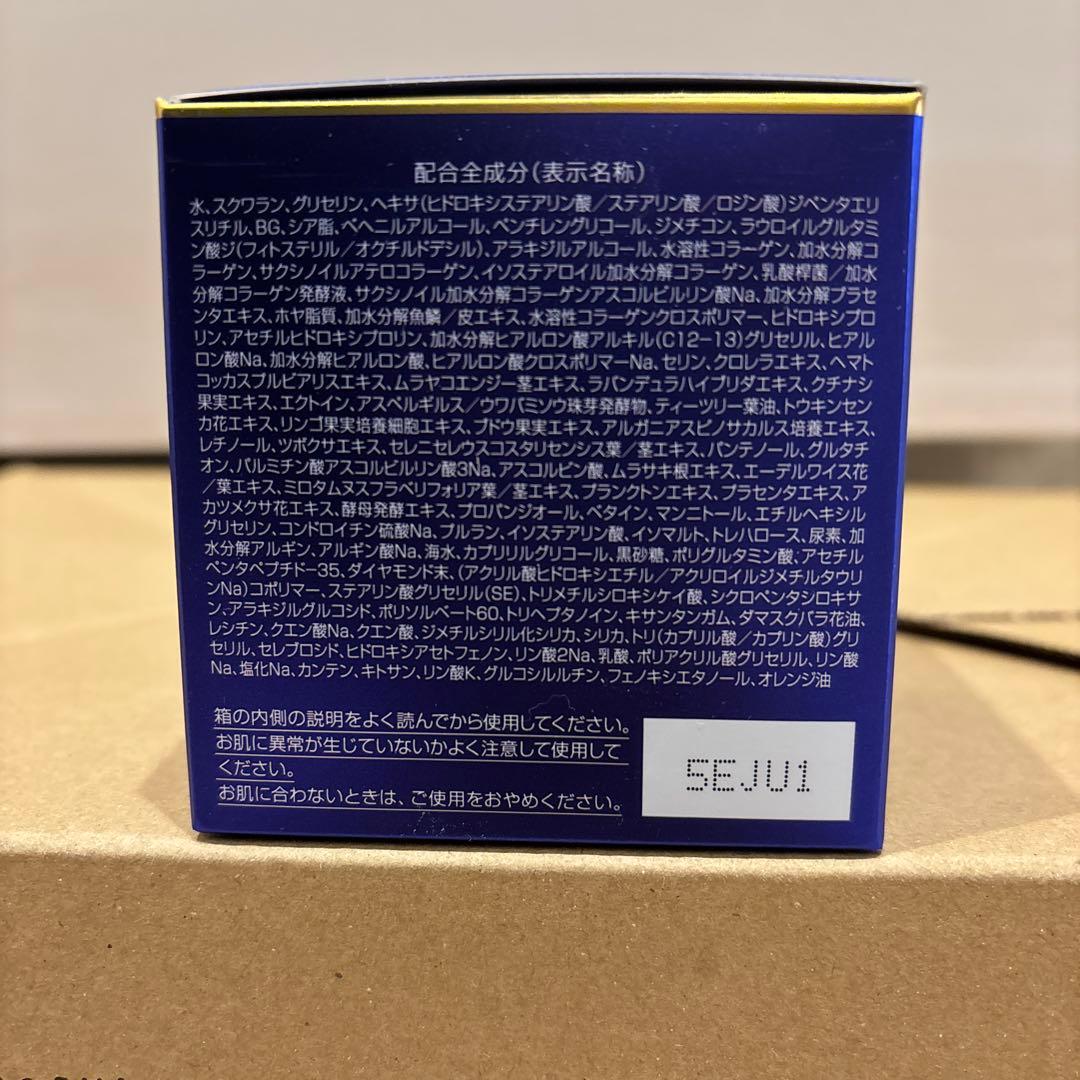 配合全成分(表示名称)
水、スクワラン、グリセリン、ヘキサ(ヒドロキシステアリン酸/ステアリン酸/ロジン酸)ジペンタエリ
スリチル、BG、シア脂、ベヘニルアルコール、ペンチレングリコール、ジメチコン、ラウロイルグルタミ
ン酸ジ(フィトステリル/オクチルドデシル)、アラキジルアルコール、水溶性コラーゲン、加水分解コ
ラーゲン、サクシノイルアテロコラーゲン、イソステアロイル加水分解コラーゲン、乳酸桿菌/加水
分解コラーゲン発酵液、サクシノイル加水分解コラーゲンアスコルビルリン酸Na、加水分解プラセ
ンタエキス、ホヤ脂質、加水分解魚鱗/皮エキス、水溶性コラーゲンクロスポリマー、ヒドロキシプロ
リン、アセチルヒドロキシプロリン、加水分解ヒアルロン酸アルキル(C12-13)グリセリル、ヒアル
ロン酸Na、加水分解ヒアルロン酸、ヒアルロン酸クロスポリマーNa、セリン、クロレラエキス、ヘマト
コッカスプルビアリスエキス、ムラヤコエンジー茎エキス、ラバンデュラハイブリダエキス、クチナシ
果実エキス、エクトイン、アスペルギルス/ウワバミソウ珠芽発酵物、ティーツリー葉油、トウキンセン
カ花エキス、リンゴ果実培養細胞エキス、ブドウ果実エキス、アルガニアスピノサカルス培養エキス、
レチノール、ツボクサエキス、セレニセレウスコスタリセンシス葉/茎エキス、パンテノール、グルタチ
オン、パルミチン酸アスコルビルリン酸3Na、アスコルビン酸、ムラサキ根エキス、エーデルワイス花
/葉エキス、ミロタムヌスフラベリフォリア葉/茎エキス、プランクトンエキス、プラセンタエキス、ア
カツメクサ花エキス、酵母発酵エキス、プロパンジオール、ベタイン、マンニトール、エチルヘキシル
グリセリン、コンドロイチン硫酸Na、プルラン、イソステアリン酸、イソマルト、トレハロース、尿素、加
水分解アルギン、アルギン酸Na、海水、カプリリルグリコール、黒砂糖、ポリグルタミン酸、アセチル
ペンタペプチド-35、ダイヤモンド末、(アクリル酸ヒドロキシエチル/アクリロイルジメチルタウリ
ンNa)コポリマー、ステアリン酸グリセリル(SE)、トリメチルシロキシケイ酸、シクロペンタシロキサ
ン、アラキジルグルコシド、ポリソルベート60、トリヘプタノイン、キサンタンガム、ダマスクバラ花油、
レシチン、クエン酸Na、クエン酸、ジメチルシリル化シリカ、シリカ、トリ(カプリル酸/カプリン酸)グリ
セリル、セレブロシド、ヒドロキシアセトフェノン、リン酸2Na、乳酸、ポリアクリル酸グリセリル、リン酸
Na、塩化Na、カンテン、キトサン、リン酸K、グルコシルルチン、フェノキシエタノール、オレンジ油
箱の内側の説明をよく読んでから使用してください。
お肌に異常が生じていないかよく注意して使用して
ください。
お肌に合わないときは、ご使用をおやめください。
5EJU1